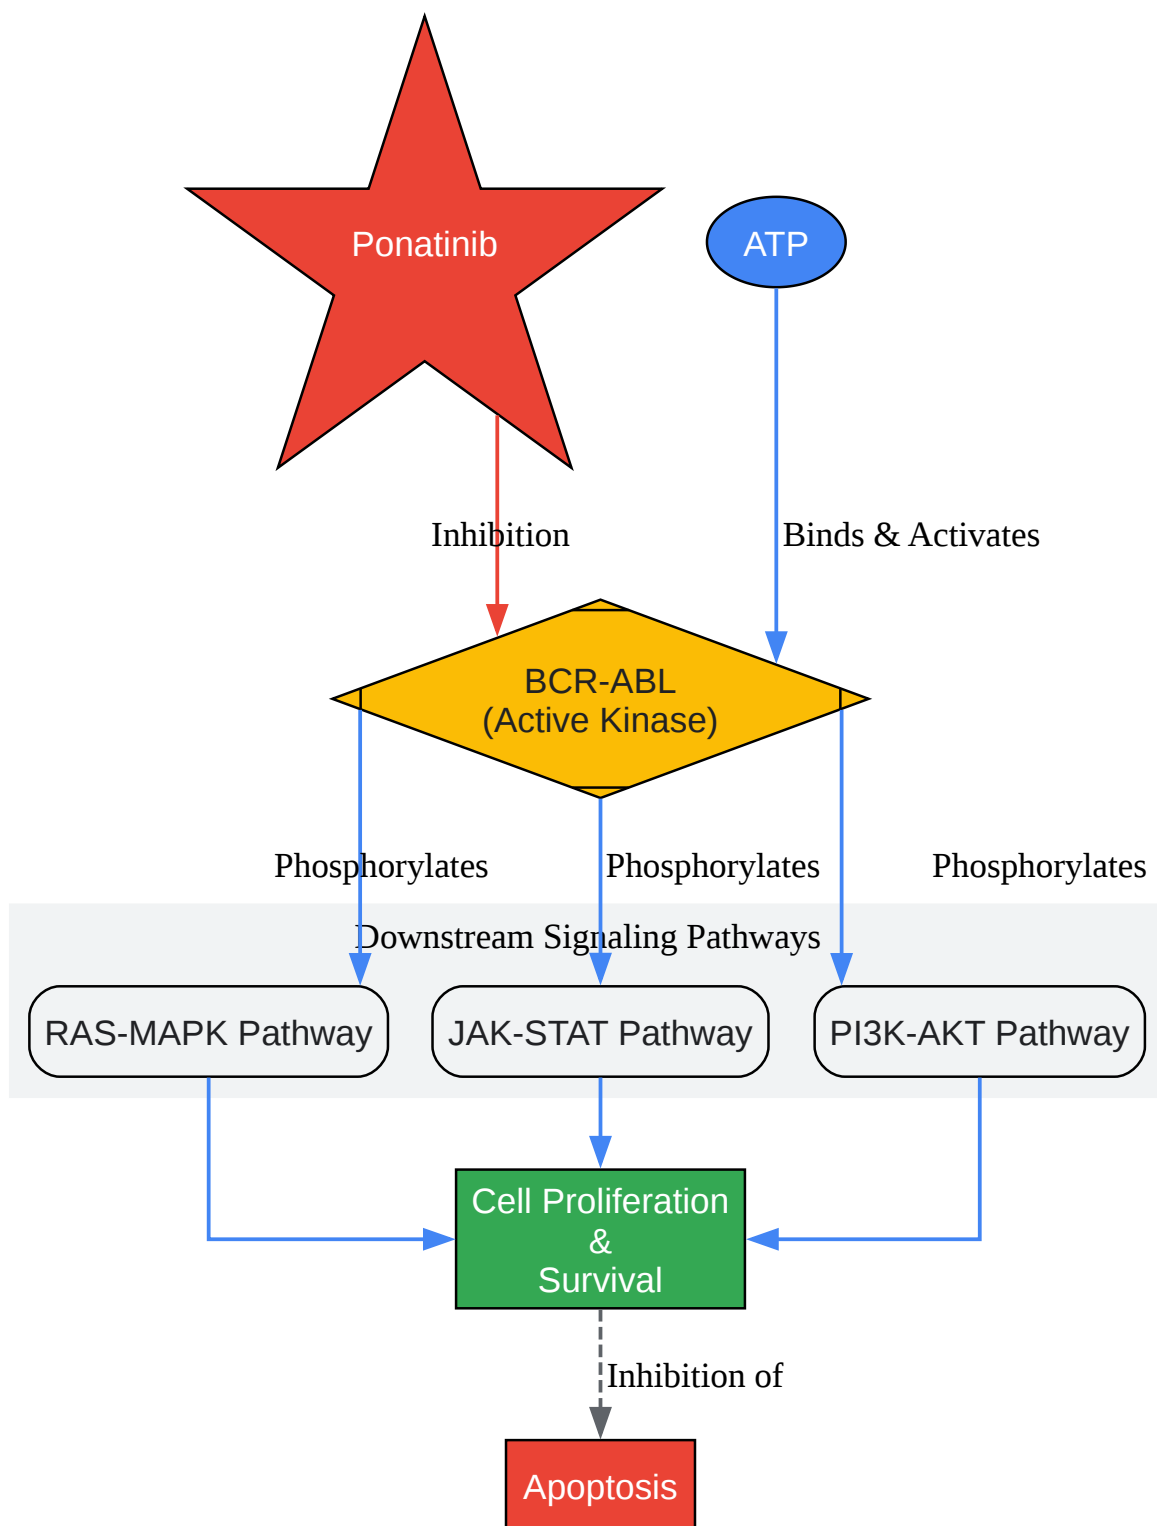 Ponatinib
ATP
Inhibition
Binds & Activates
BCR-ABL
(Active Kinase)
Phosphorylates
Phosphorylates
Phosphorylates
Downstream Signaling Pathways
RAS-MAPK Pathway
JAK-STAT Pathway
PI3K-AKT Pathway
Cell Proliferation
&
Survival
Inhibition of
Apoptosis